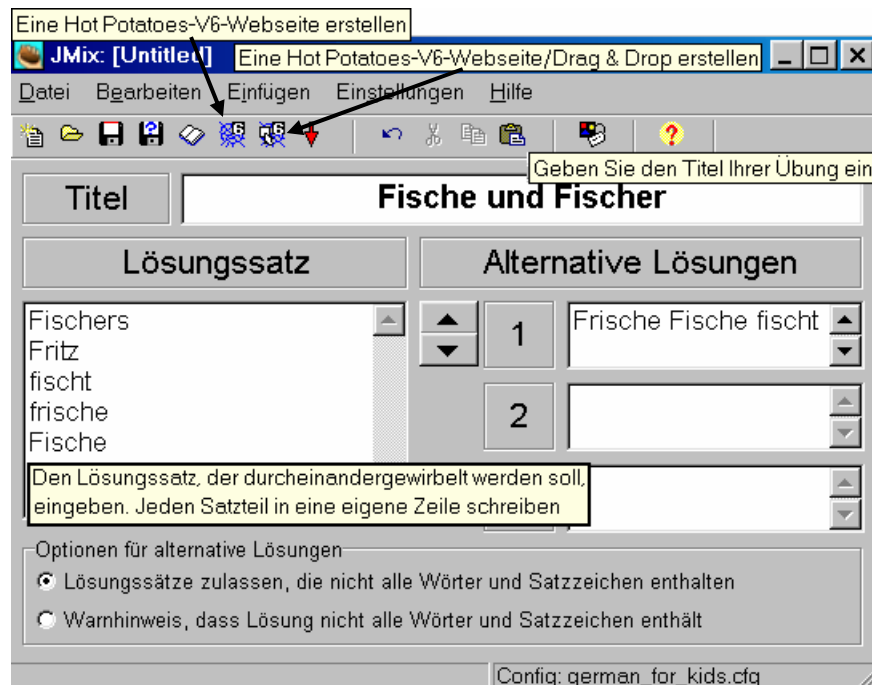 Eine Hot Potatoes-V6-Webseite erstellen
JMix: [Untitled]
Eine Hot Potatoes-V6-Webseite/Drag & Drop erstellen
Datei Bearbeiten Einfügen Einstellungen Hilfe
Geben Sie den Titel Ihrer Übung ein
Titel
Fische und Fischer
Lösungssatz
Alternative Lösungen
Fischers
Fritz
fischt
frische
Fische
1
Frische Fische fischt
2
Den Lösungssatz, der durcheinandergewirbelt werden soll,
eingeben. Jeden Satzteil in eine eigene Zeile schreiben
Optionen für alternative Lösungen
Lösungssätze zulassen, die nicht alle Wörter und Satzzeichen enthalten
Warnhinweis, dass Lösung nicht alle Wörter und Satzzeichen enthält
Config: german_for_kids.cfg